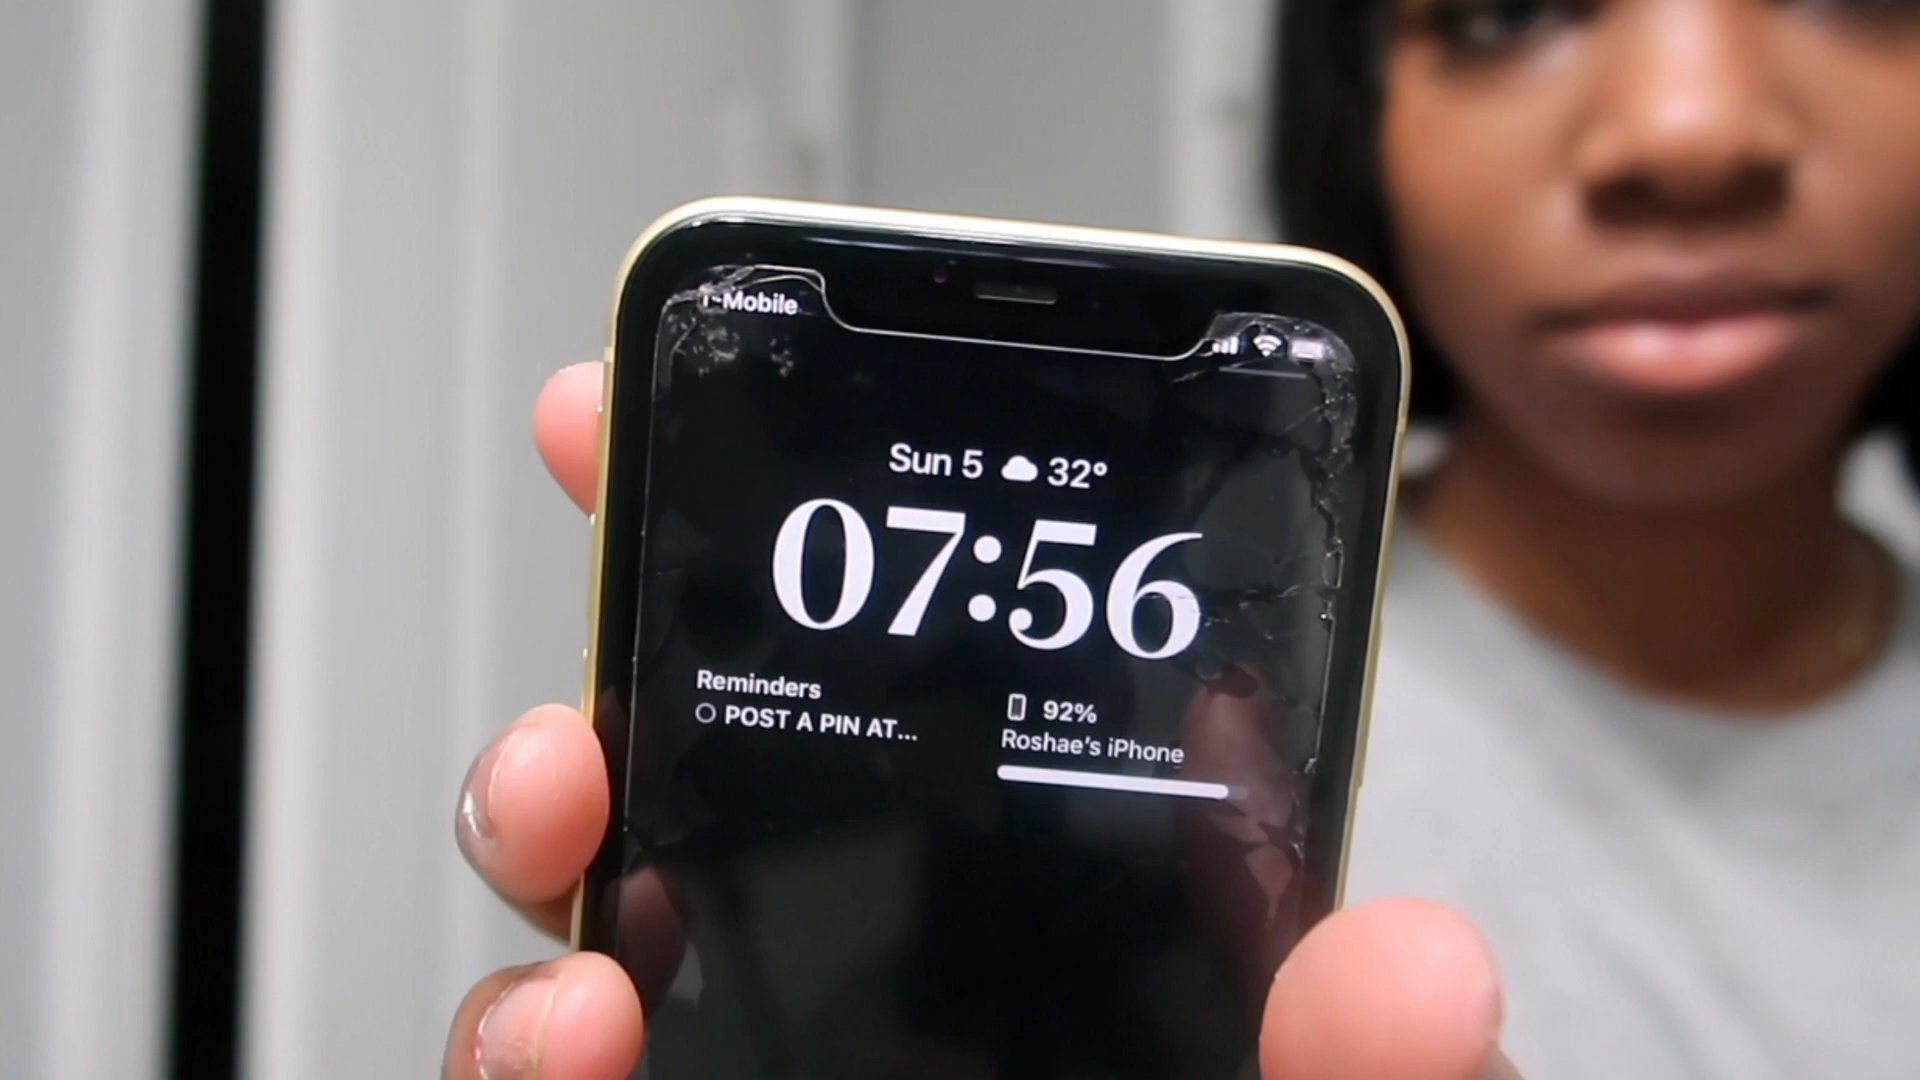 T-Mobile
Sun 5 32°
07:56
Reminders
POST A PIN AT...
92%
Roshae's iPhone